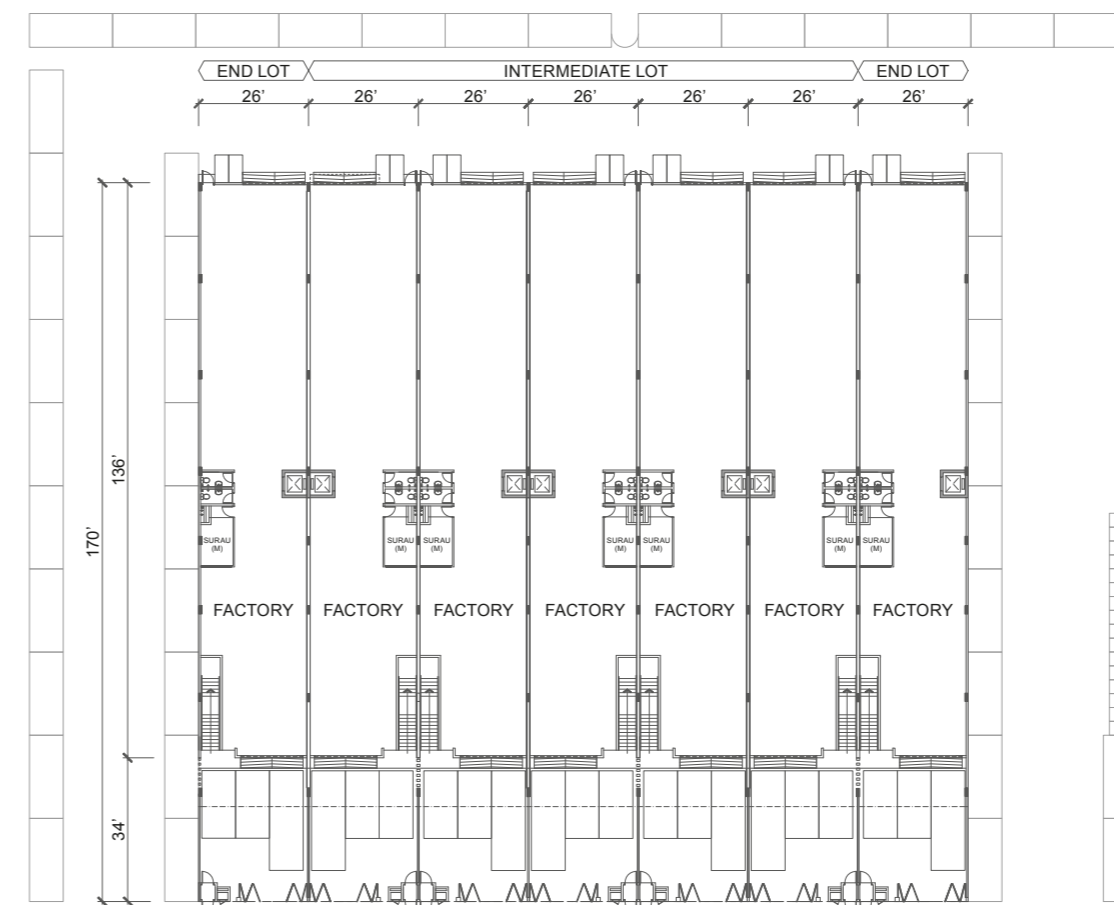 END LOT INTERMEDIATE LOT END LOT
26' 26' 26' 26' 26' 26' 26'
136'
170'
SURAU (M) SURAU (M) SURAU (M) SURAU (M) SURAU (M) SURAU (M) SURAU (M)
FACTORY FACTORY FACTORY FACTORY FACTORY FACTORY FACTORY
34'